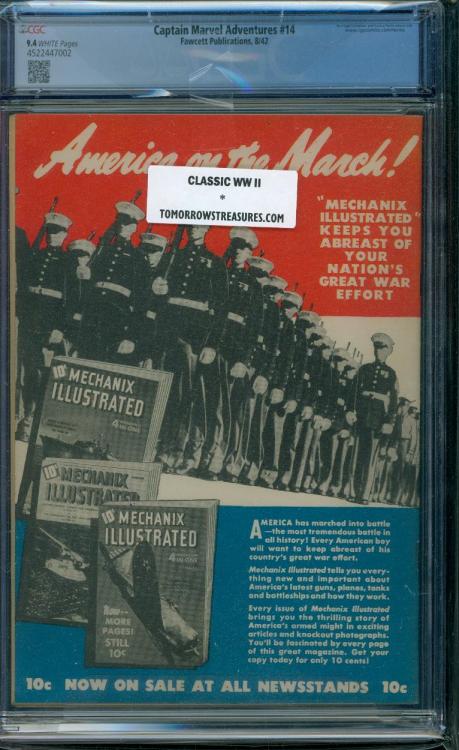 CGC
Captain Marvel Adventures #14
9.4 WHITE Pages
Fawcett Publications, 8/42
4522447002
America on the March!
CLASSIC WW II
*
TOMORROWSTREASURES.COM
"MECHANIX
ILLUSTRATED"
KEEPS YOU
ABREAST OF
YOUR
NATION'S
GREAT WAR
EFFORT
10¢ MECHANIX
ILLUSTRATED
10¢ MECHANIX
ILLUSTRATED
10¢ MECHANIX
ILLUSTRATED
Now—
MORE
PAGES!
STILL
10¢
AMERICA has marched into battle
—the most tremendous battle in
all history! Every American boy
will want to keep abreast of his
country's great war effort.
Mechanix Illustrated tells you every-
thing new and important about
America's latest guns, planes, tanks
and battleships and how they work.
Every issue of Mechanix Illustrated
brings you the thrilling story of
America's armed might in exciting
articles and knockout photographs.
You'll be fascinated by every page
of this great magazine. Get your
copy today for only 10 cents!
10c NOW ON SALE AT ALL NEWSSTANDS 10c